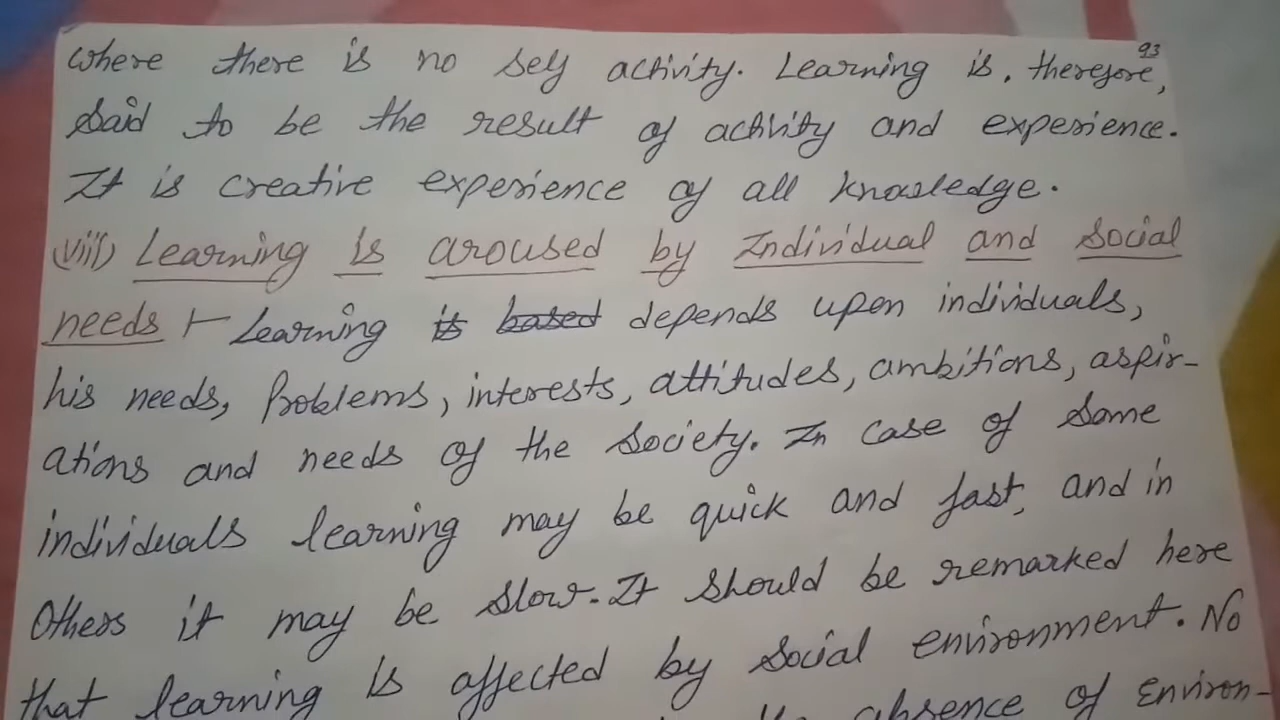 93
where there is no self activity. Learning is, therefore,
said to be the result of activity and experience.
It is creative experience of all knowledge.
(viii) Learning is aroused by Individual and Social
needs :- Learning is based depends upon individuals,
his needs, Problems, interests, attitudes, ambitions, aspir-
ations and needs of the society. In case of some
individuals learning may be quick and fast, and in
Others it may be slow. It should be remarked here
that learning is affected by social environment. No
absence of Environ-